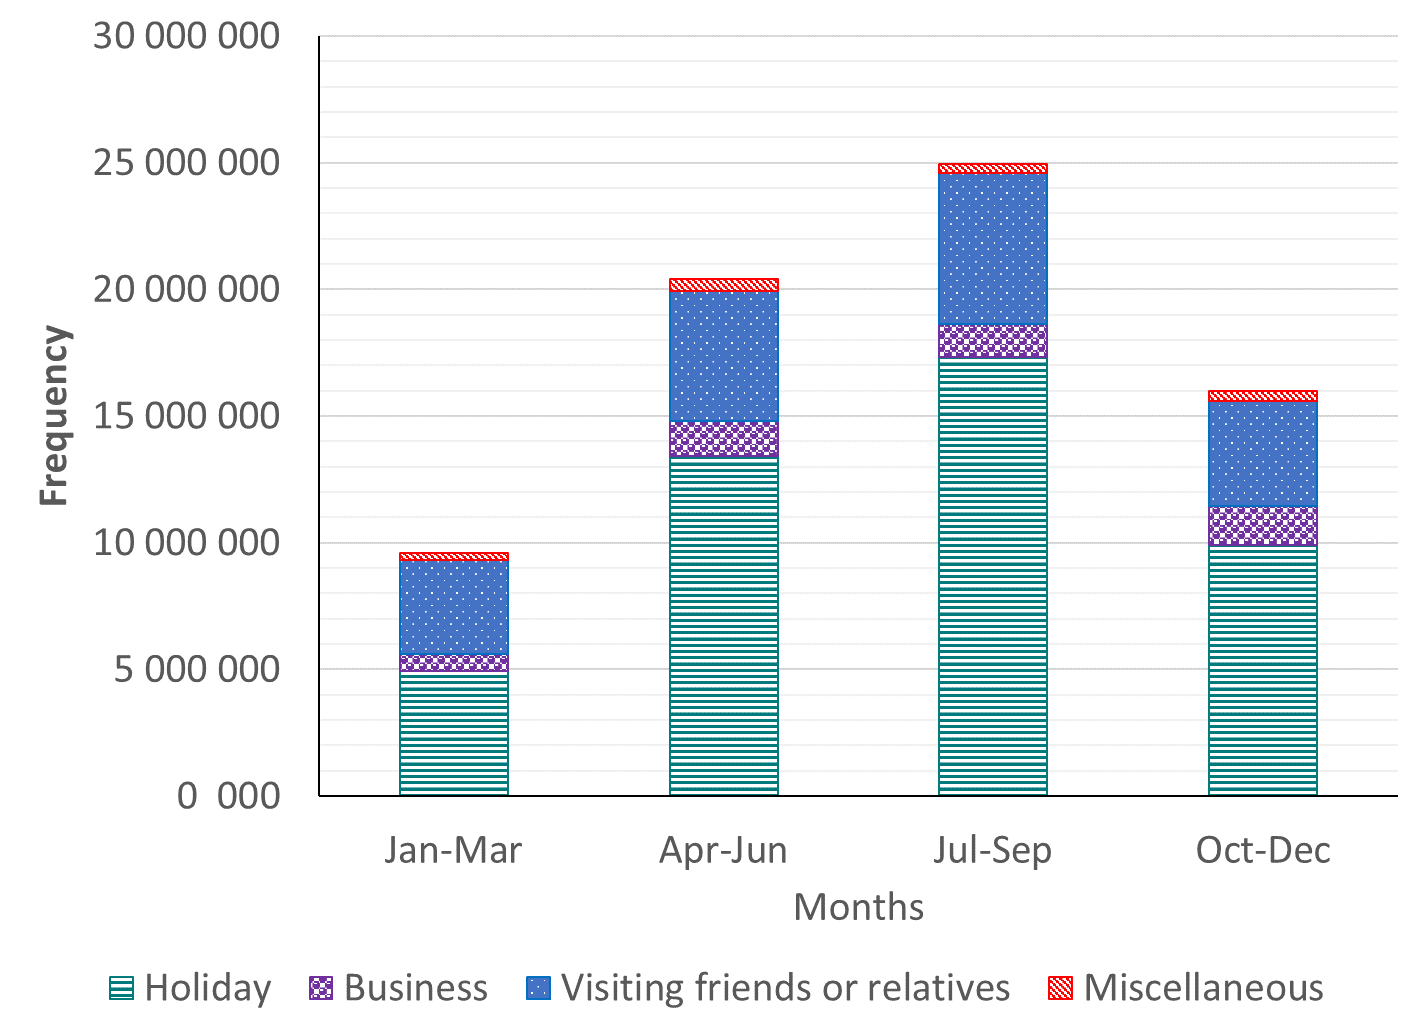 30 000 000
25 000 000
20 000 000
15 000 000
10 000 000
5 000 000
0  000
Frequency
Jan-Mar Apr-Jun Jul-Sep Oct-Dec
Months
Holiday Business Visiting friends or relatives Miscellaneous